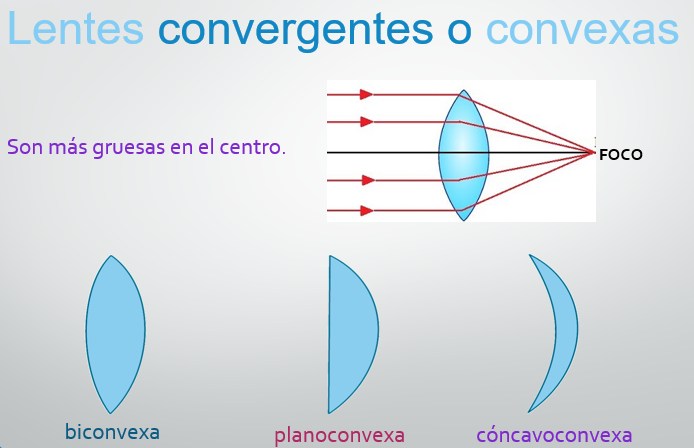 Lentes convergentes o convexas
Son más gruesas en el centro.
FOCO
biconvexa
planoconvexa
cóncavoconvexa